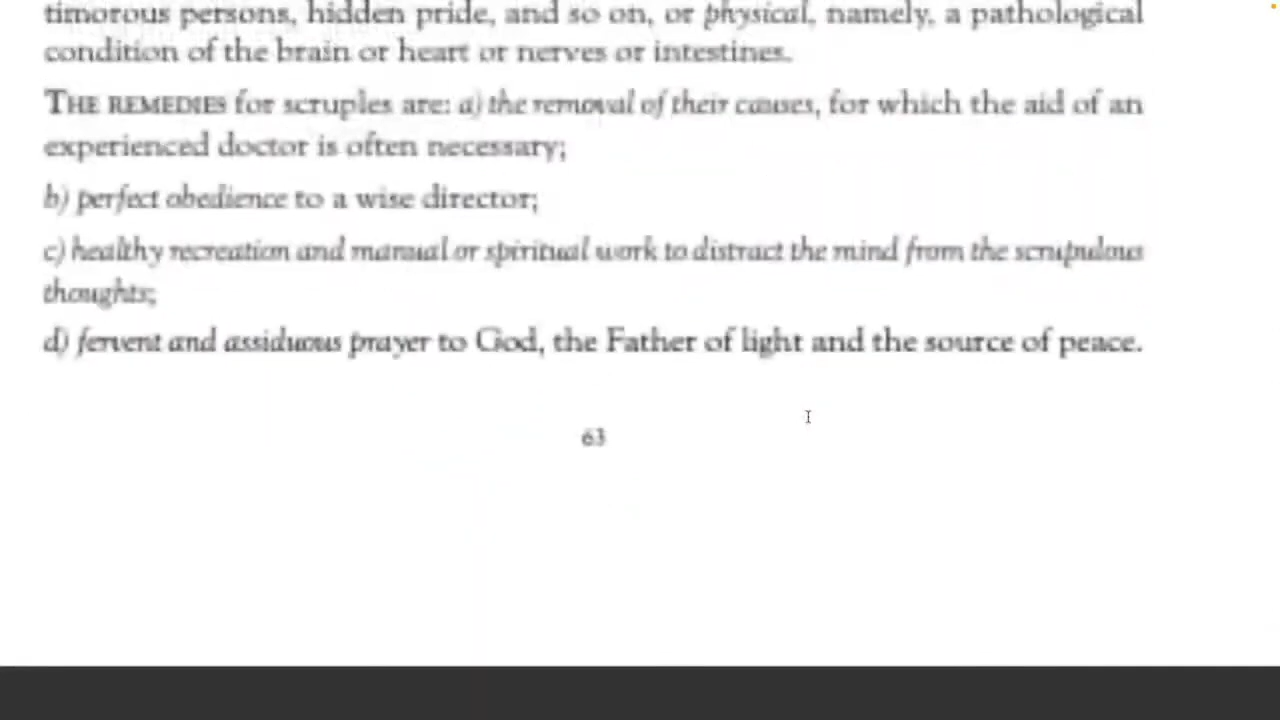 timorous persons, hidden pride, and so on, or physical, namely, a pathological
condition of the brain or heart or nerves or intestines.
THE REMEDIES for scruples are: a) the removal of their causes, for which the aid of an
experienced doctor is often necessary;
b) perfect obedience to a wise director;
c) healthy recreation and manual or spiritual work to distract the mind from the scrupulous
thoughts;
d) fervent and assiduous prayer to God, the Father of light and the source of peace.
63